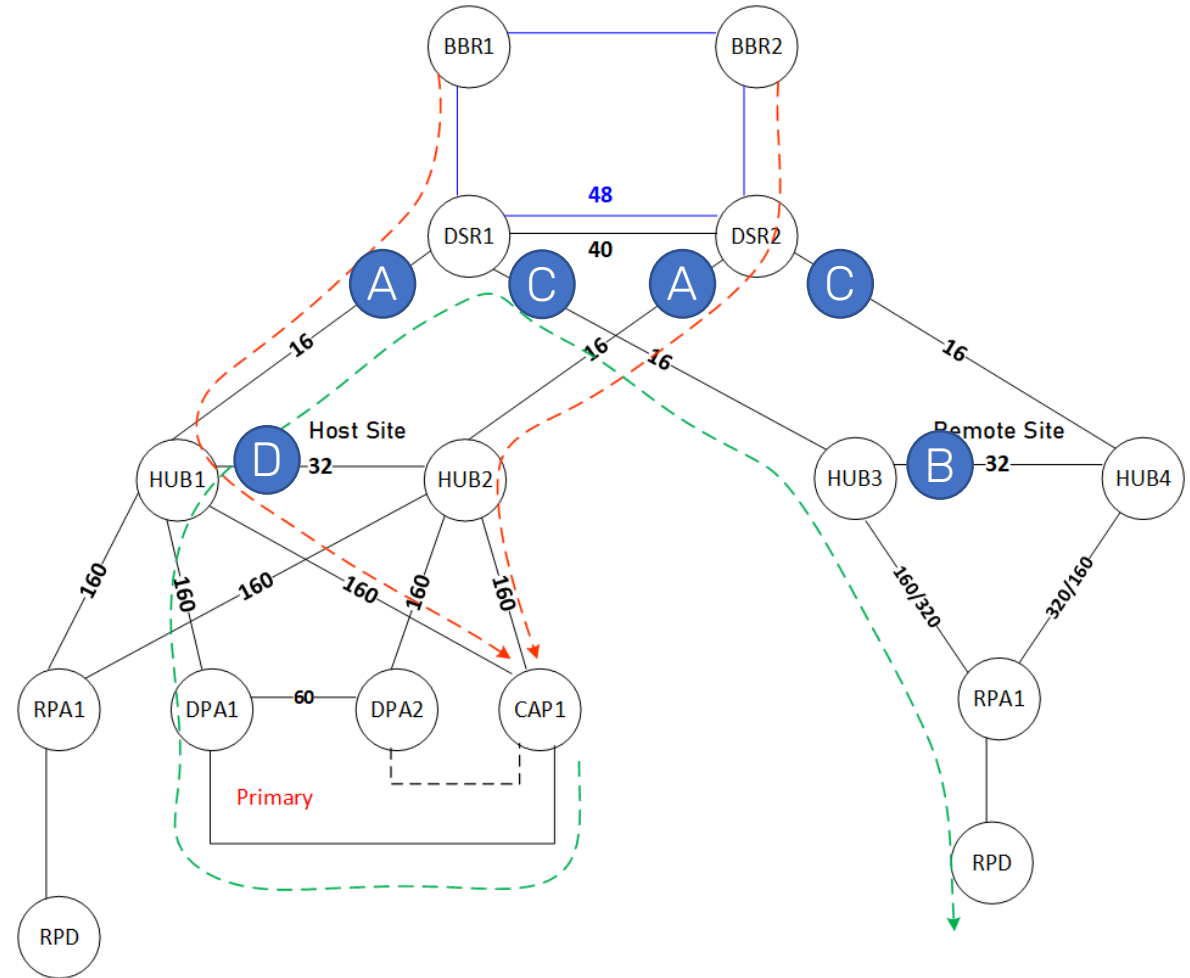 BBR1
BBR2
48
DSR1
DSR2
40
A
C
A
C
16
16
16
16
Host Site
Remote Site
D
32
B
32
HUB1
HUB2
HUB3
HUB4
160
160
160
160
160
160
160/320
320/160
60
RPA1
DPA1
DPA2
CAP1
RPA1
Primary
RPD
RPD